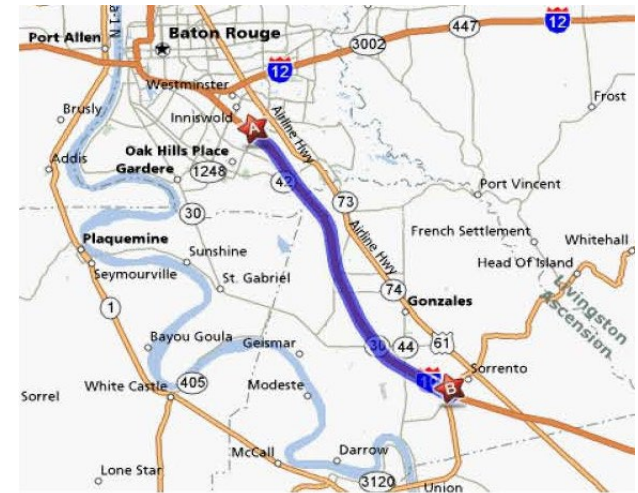 12
447
Port Allen
Baton Rouge
3002
12
Westminster
Frost
Brusly
Inniswold
A
Airline Hwy
Oak Hills Place
Addis
Gardere
1248
42
Port Vincent
30
73
Airline Hwy
French Settlement
Whitehall
Plaquemine
Sunshine
Head Of Island
Seymourville
St. Gabriel
74
Livingston
Ascension
1
Gonzales
Bayou Goula
Geismar
30
44
61
Sorrento
405
B
White Castle
Modeste
Sorrel
McCall
Darrow
Lone Star
3120
Union